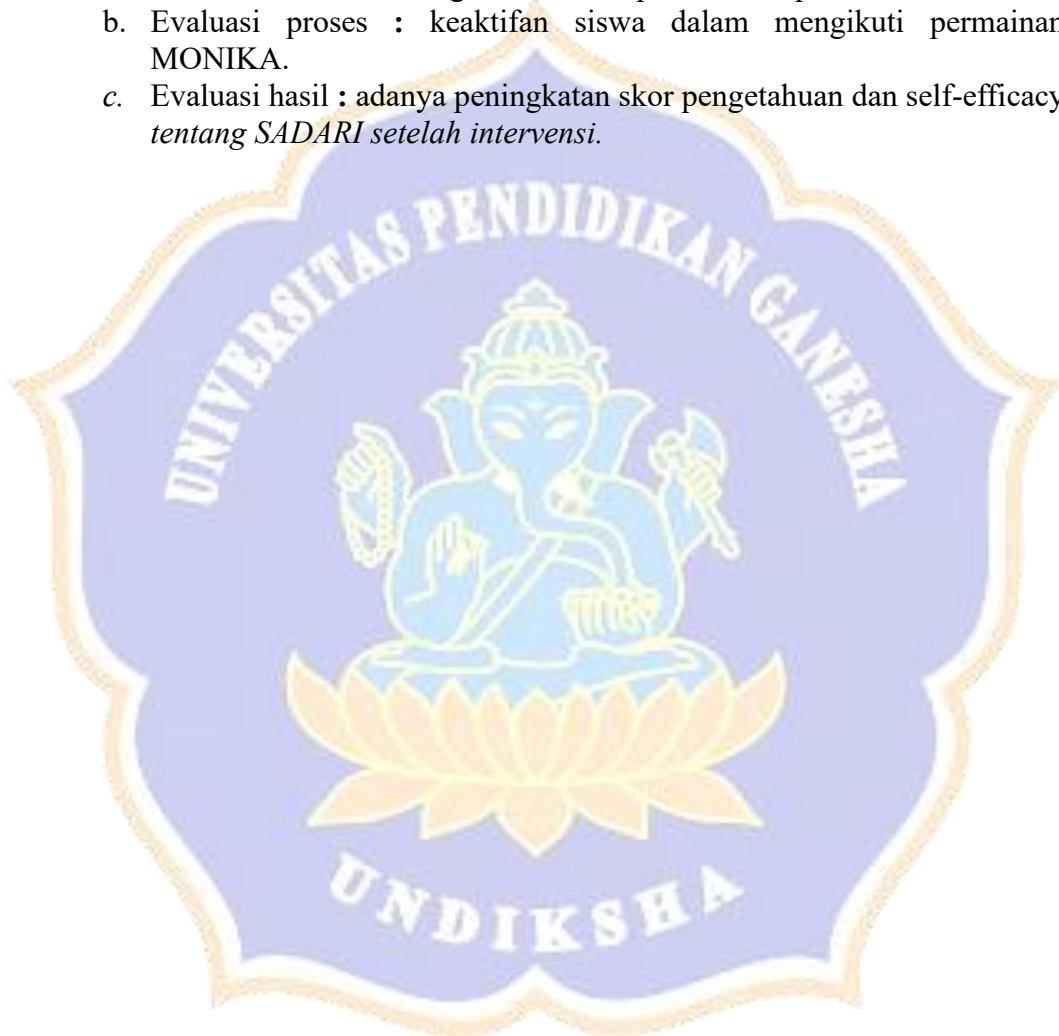 b. Evaluasi proses : keaktifan siswa dalam mengikuti permainan
MONIKA.
c. Evaluasi hasil : adanya peningkatan skor pengetahuan dan self-efficacy
tentang SADARI setelah intervensi.
UNIVERSITAS PENDIDIKAN GANESHA
UNDIKSHA